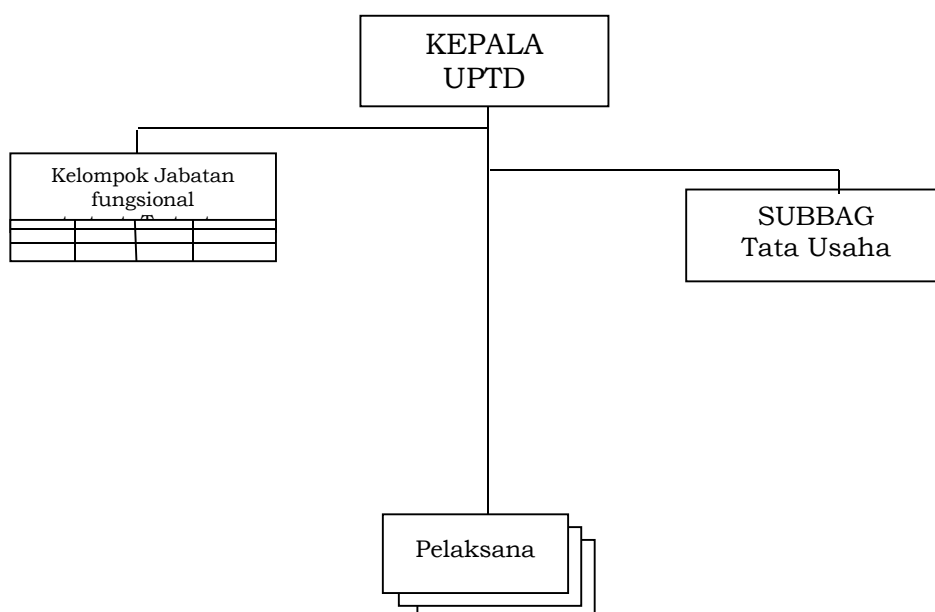 KEPALA
UPTD
Kelompok Jabatan
fungsional
SUBBAG
Tata Usaha
Pelaksana